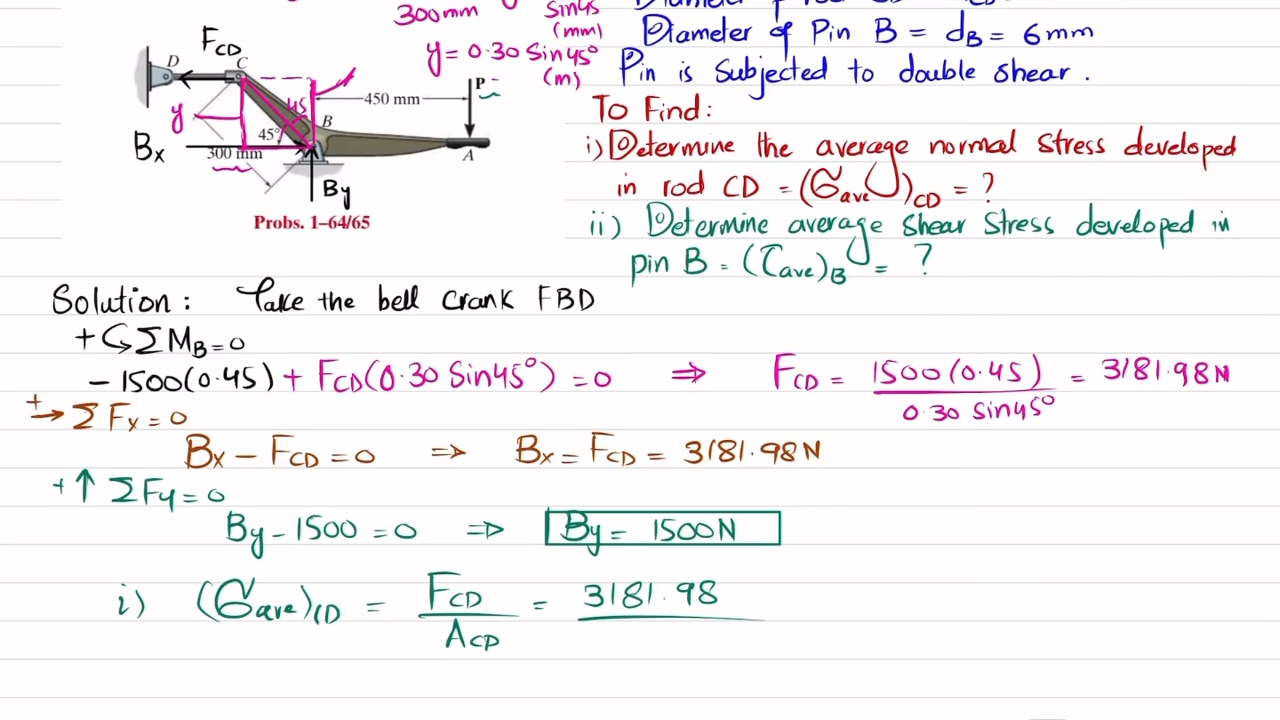 300mm
Sin45
(mm)
y = 0.30 Sin45°
(m)
Diameter of Pin B = dB = 6mm
Pin is Subjected to double shear.
FCD
D
C
y
45
Bx
45°
300 mm
B
By
450 mm
P
A
Probs. 1–64/65
To Find:
i) Determine the average normal stress developed
in rod CD = (σave)CD = ?
ii) Determine average shear stress developed in
pin B = (τave)B = ?
Solution: Take the bell crank FBD
+ ↺ ΣMB=0
- 1500(0.45) + FCD(0.30 Sin45°) = 0 ⇒ FCD = 1500(0.45) / 0.30 sin45° = 3181.98N
+→ ΣFx = 0
Bx - FCD = 0 ⇒ Bx = FCD = 3181.98N
+↑ ΣFy = 0
By - 1500 = 0 ⇒ By = 1500N
i) (σave)CD = FCD / ACD = 3181.98